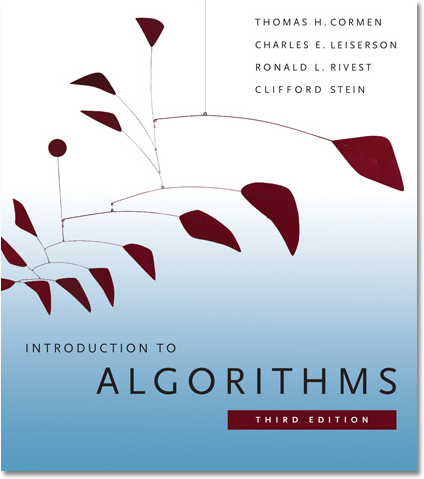 THOMAS H. CORMEN
CHARLES E. LEISERSON
RONALD L. RIVEST
CLIFFORD STEIN
INTRODUCTION TO
ALGORITHMS
THIRD EDITION